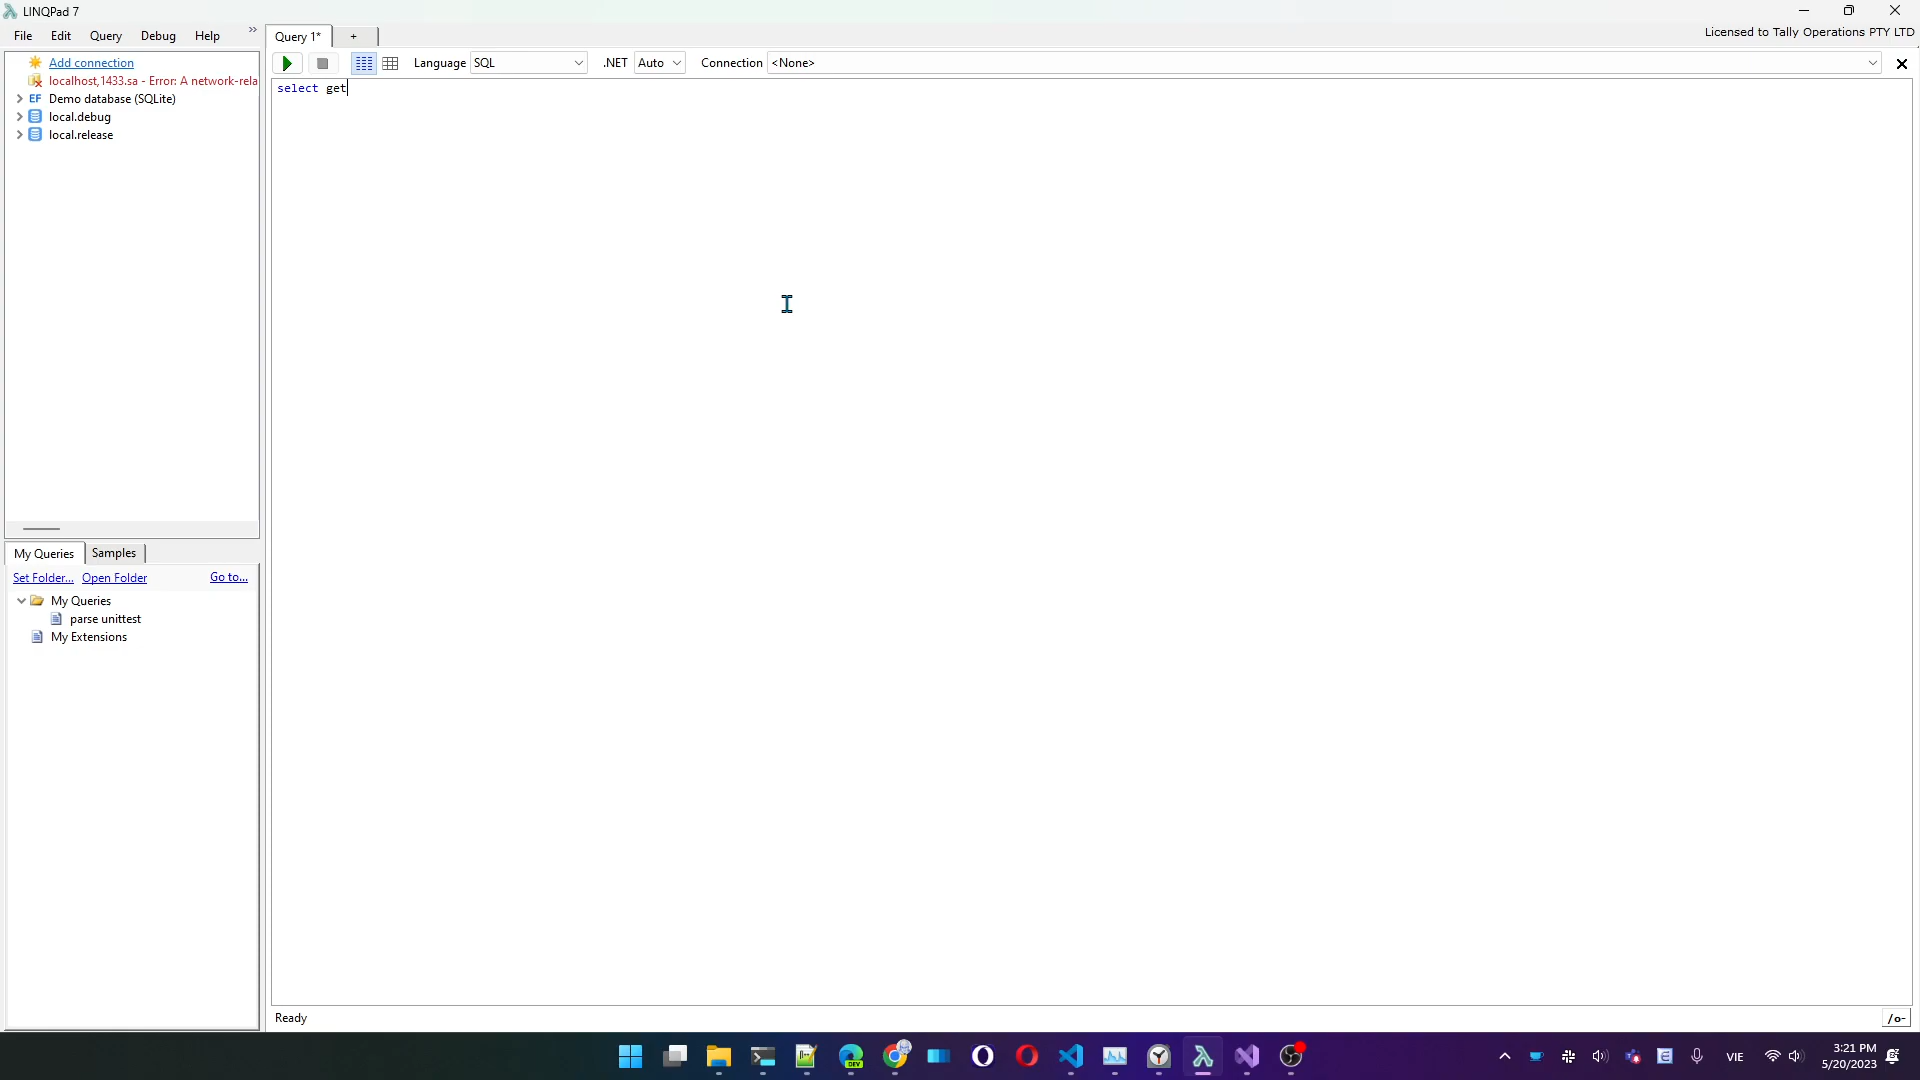 LINQPad 7
File Edit Query Debug Help »
Query 1* +
Licensed to Tally Operations PTY LTD
Language SQL .NET Auto Connection <None>
Add connection
localhost,1433.sa - Error: A network-rela
EF Demo database (SQLite)
local.debug
local.release
select get
My Queries Samples
Set Folder... Open Folder Go to...
My Queries
parse unittest
My Extensions
Ready
/o-
DEV
VIE
3:21 PM
5/20/2023